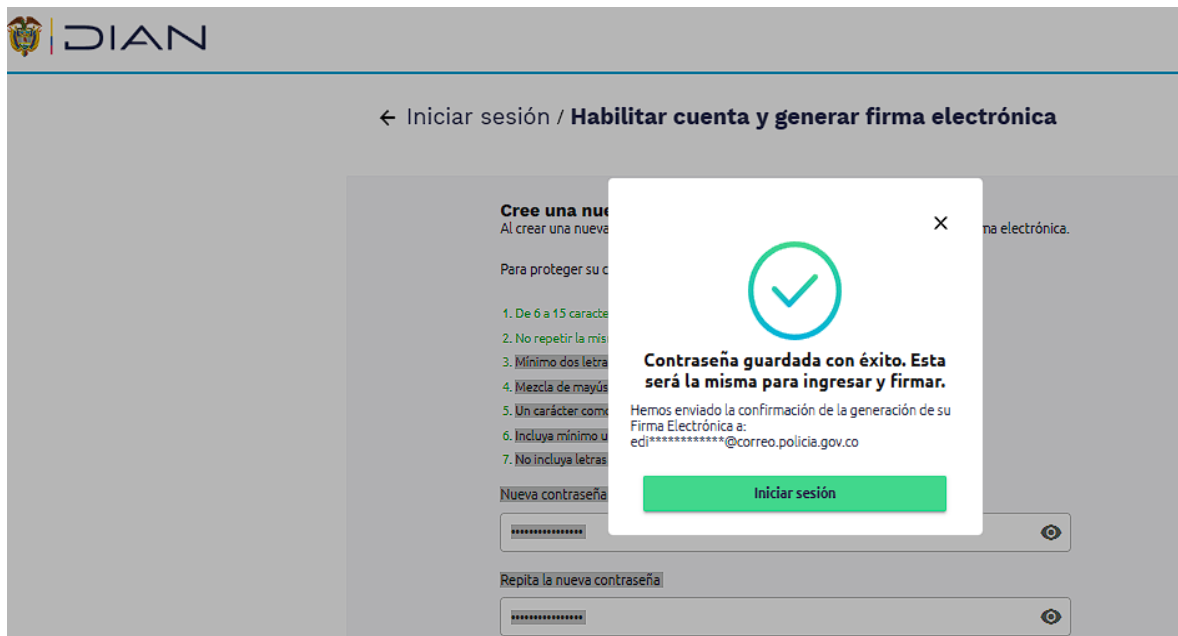 DIAN
← Iniciar sesión / Habilitar cuenta y generar firma electrónica
Cree una nue
Al crear una nueva
ma electrónica.
Para proteger su c
1. De 6 a 15 caracte
2. No repetir la mis
3. Mínimo dos letra
4. Mezcla de mayús
5. Un carácter como
6. Incluya mínimo u
7. No incluya letras
Nueva contraseña
•••••••••••••••
Repita la nueva contraseña
•••••••••••••••
Contraseña guardada con éxito. Esta
será la misma para ingresar y firmar.
Hemos enviado la confirmación de la generación de su
Firma Electrónica a:
edi************@correo.policia.gov.co
Iniciar sesión